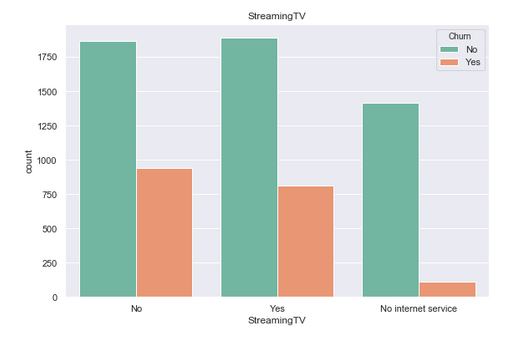 StreamingTV
Churn
No
Yes
1750
1500
1250
1000
750
500
250
0
count
No Yes No internet service
StreamingTV